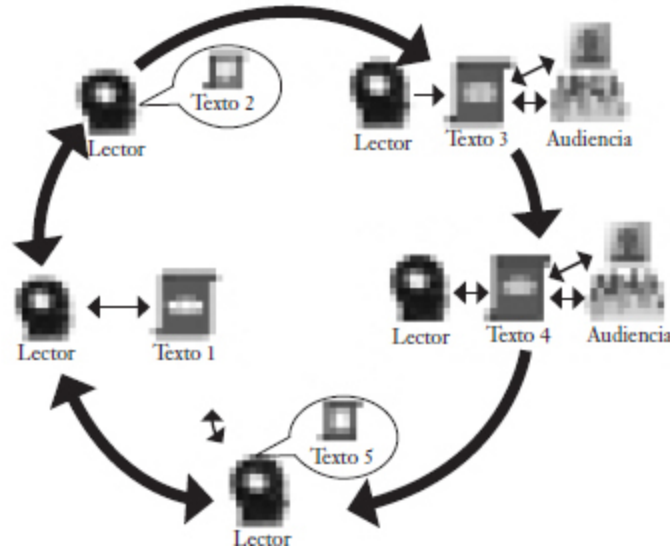 Texto 2
Lector
Lector
Texto 3
Audiencia
Lector
Texto 1
Lector
Texto 4
Audiencia
Texto 5
Lector